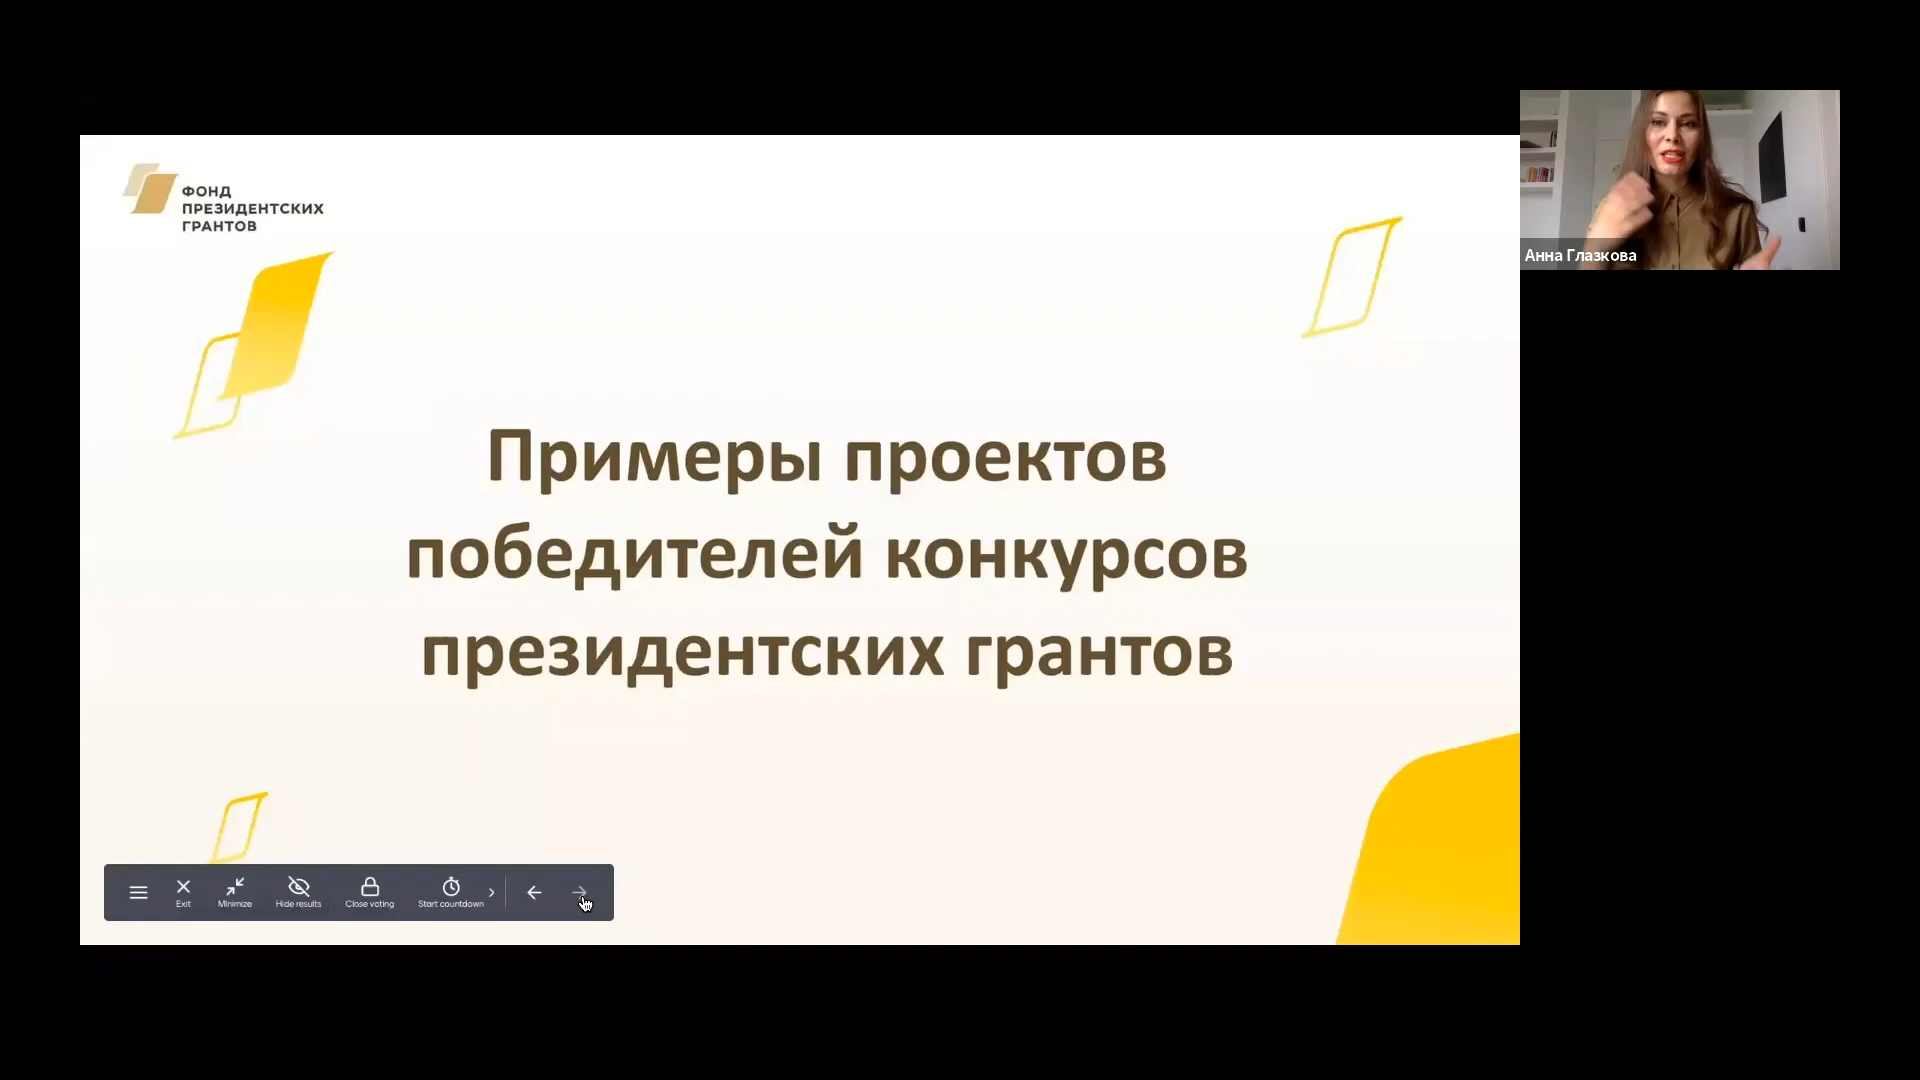 ФОНД
ПРЕЗИДЕНТСКИХ
ГРАНТОВ
Анна Глазкова
Примеры проектов
победителей конкурсов
президентских грантов
Exit
Minimize
Hide results
Close voting
Start countdown